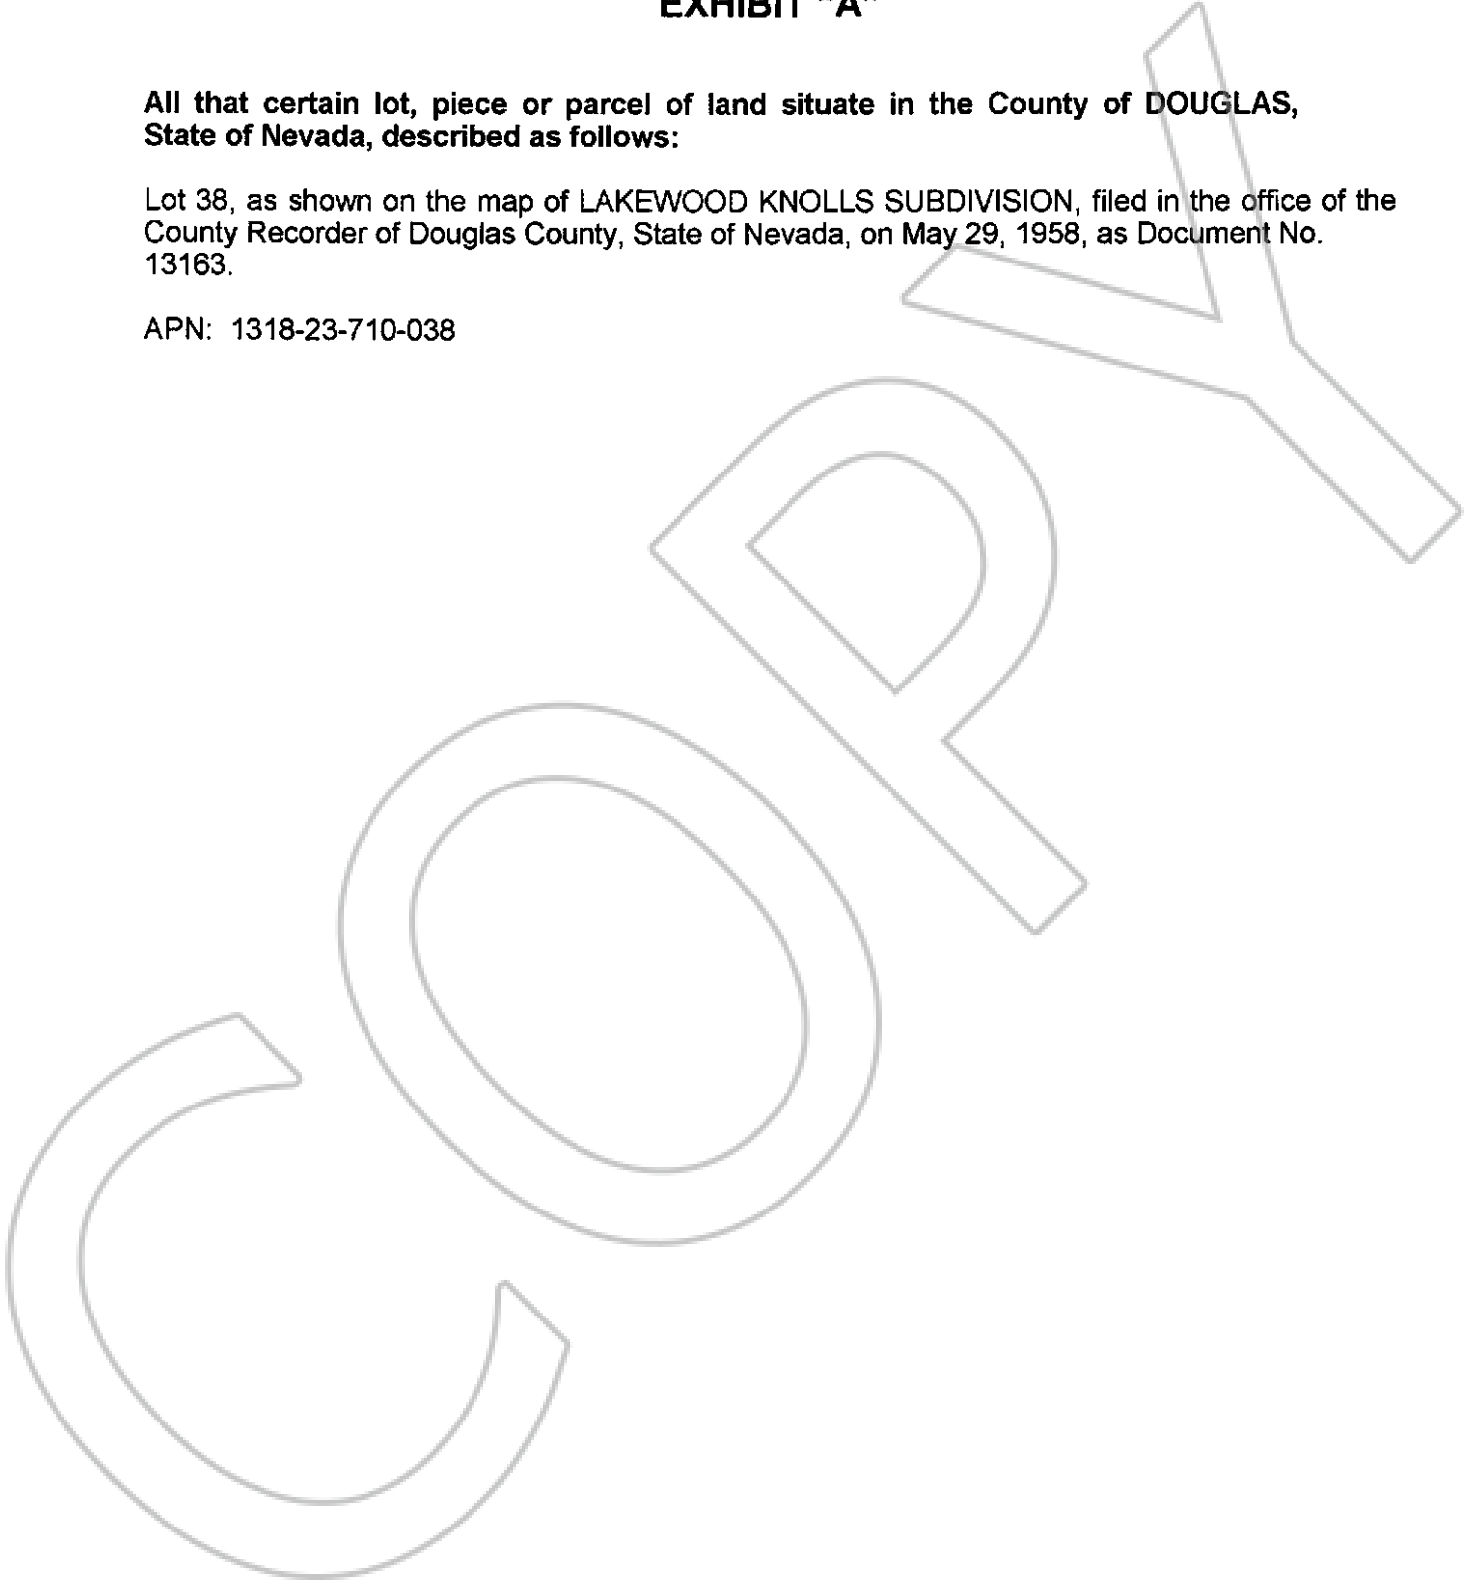 EXHIBIT "A"
All that certain lot, piece or parcel of land situate in the County of DOUGLAS,
State of Nevada, described as follows:
Lot 38, as shown on the map of LAKEWOOD KNOLLS SUBDIVISION, filed in the office of the
County Recorder of Douglas County, State of Nevada, on May 29, 1958, as Document No.
13163.
APN: 1318-23-710-038
COPY